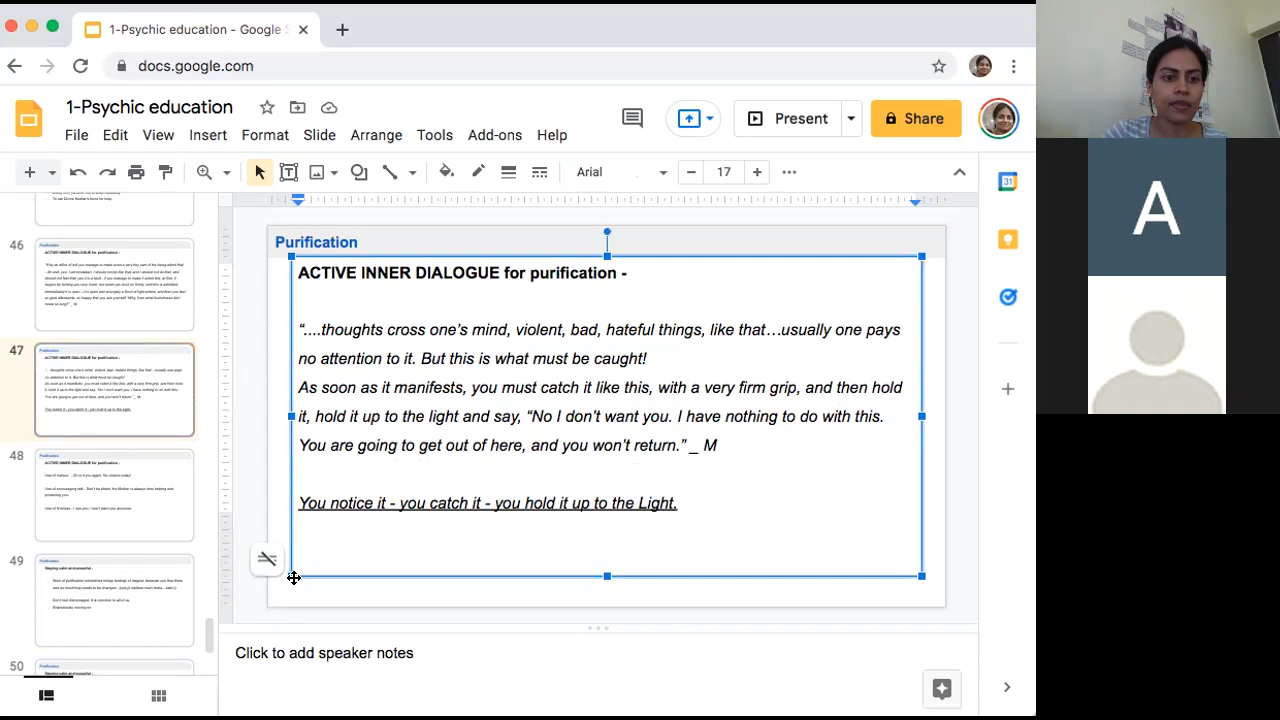 1-Psychic education - Google S
docs.google.com
1-Psychic education
File Edit View Insert Format Slide Arrange Tools Add-ons Help
Present
Share
Arial
17
31
46
47
48
49
50
Purification
ACTIVE INNER DIALOGUE for purification -
“....thoughts cross one’s mind, violent, bad, hateful things, like that…usually one pays
no attention to it. But this is what must be caught!
As soon as it manifests, you must catch it like this, with a very firm grip, and then hold
it, hold it up to the light and say, “No! I don’t want you. I have nothing to do with this.
You are going to get out of here, and you won’t return.” _ M
You notice it - you catch it - you hold it up to the Light.
Click to add speaker notes
A